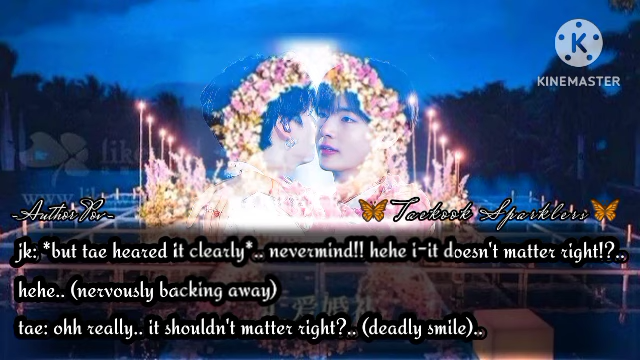 KINEMASTER
-Author Pov-
🦋Taekook Sparklers🦋
jk: *but tae heared it clearly*.. nevermind!! hehe i-it doesn't matter right!?..
hehe.. (nervously backing away)
tae: ohh really.. it shouldn't matter right?.. (deadly smile)..